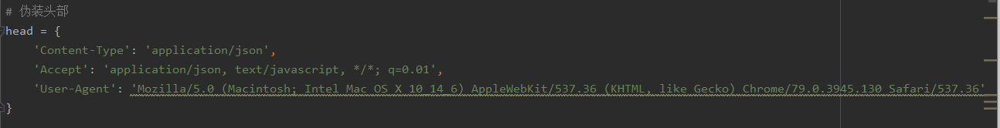 # 伪装头部
head = {
    'Content-Type': 'application/json',
    'Accept': 'application/json, text/javascript, */*; q=0.01',
    'User-Agent': 'Mozilla/5.0 (Macintosh; Intel Mac OS X 10_14_6) AppleWebKit/537.36 (KHTML, like Gecko) Chrome/79.0.3945.130 Safari/537.36'
}